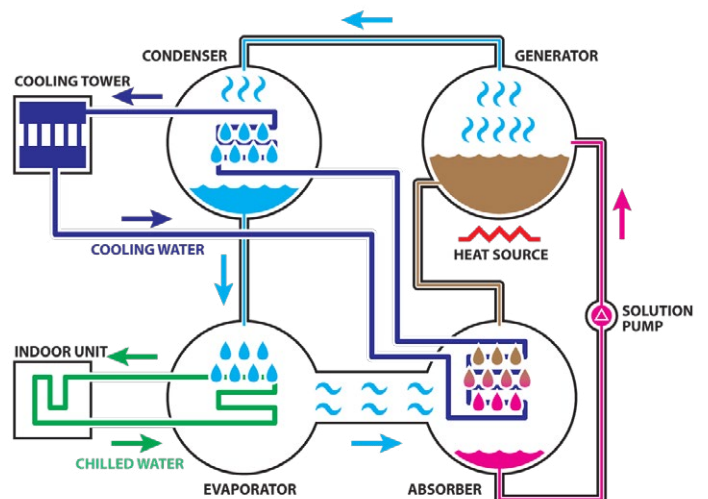 CONDENSER
GENERATOR
COOLING TOWER
COOLING WATER
HEAT SOURCE
SOLUTION
PUMP
INDOOR UNIT
CHILLED WATER
EVAPORATOR
ABSORBER